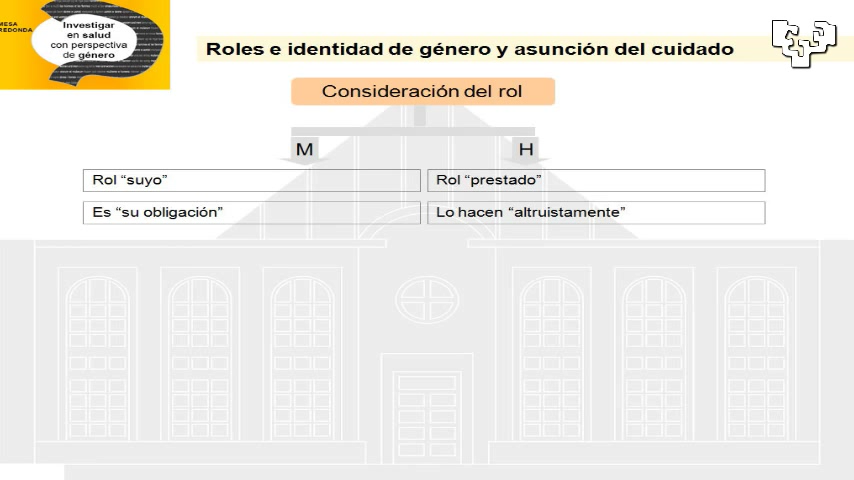 MESA
REDONDA
Investigar
en salud
con perspectiva
de género
Roles e identidad de género y asunción del cuidado
Consideración del rol
M
H
Rol “suyo”
Rol “prestado”
Es “su obligación”
Lo hacen “altruistamente”